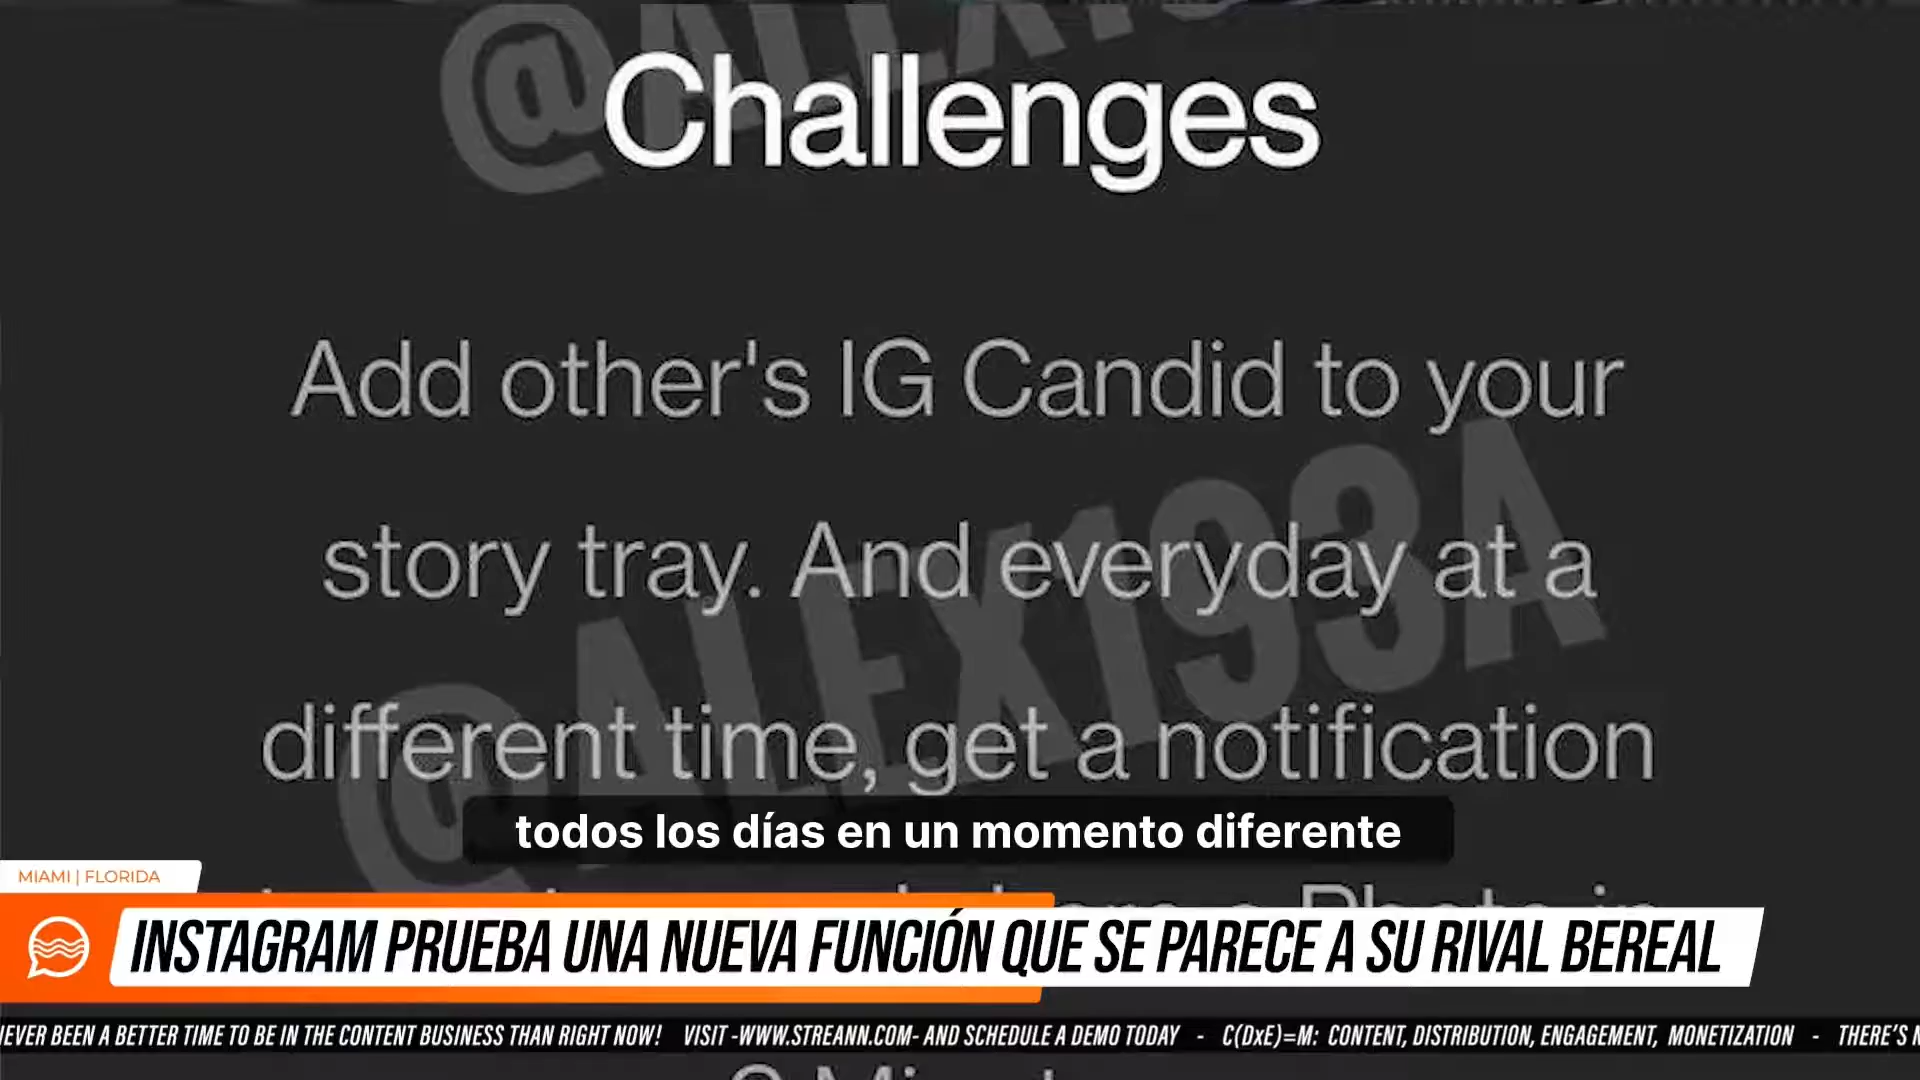 Challenges
Add other's IG Candid to your
story tray. And everyday at a
different time, get a notification
@ALEX193A
todos los días en un momento diferente
MIAMI | FLORIDA
INSTAGRAM PRUEBA UNA NUEVA FUNCIÓN QUE SE PARECE A SU RIVAL BEREAL
BEEN A BETTER TIME TO BE IN THE CONTENT BUSINESS THAN RIGHT NOW! VISIT -WWW.STREANN.COM- AND SCHEDULE A DEMO TODAY - C(DxE)=M: CONTENT, DISTRIBUTION, ENGAGEMENT, MONETIZATION - THERE'S